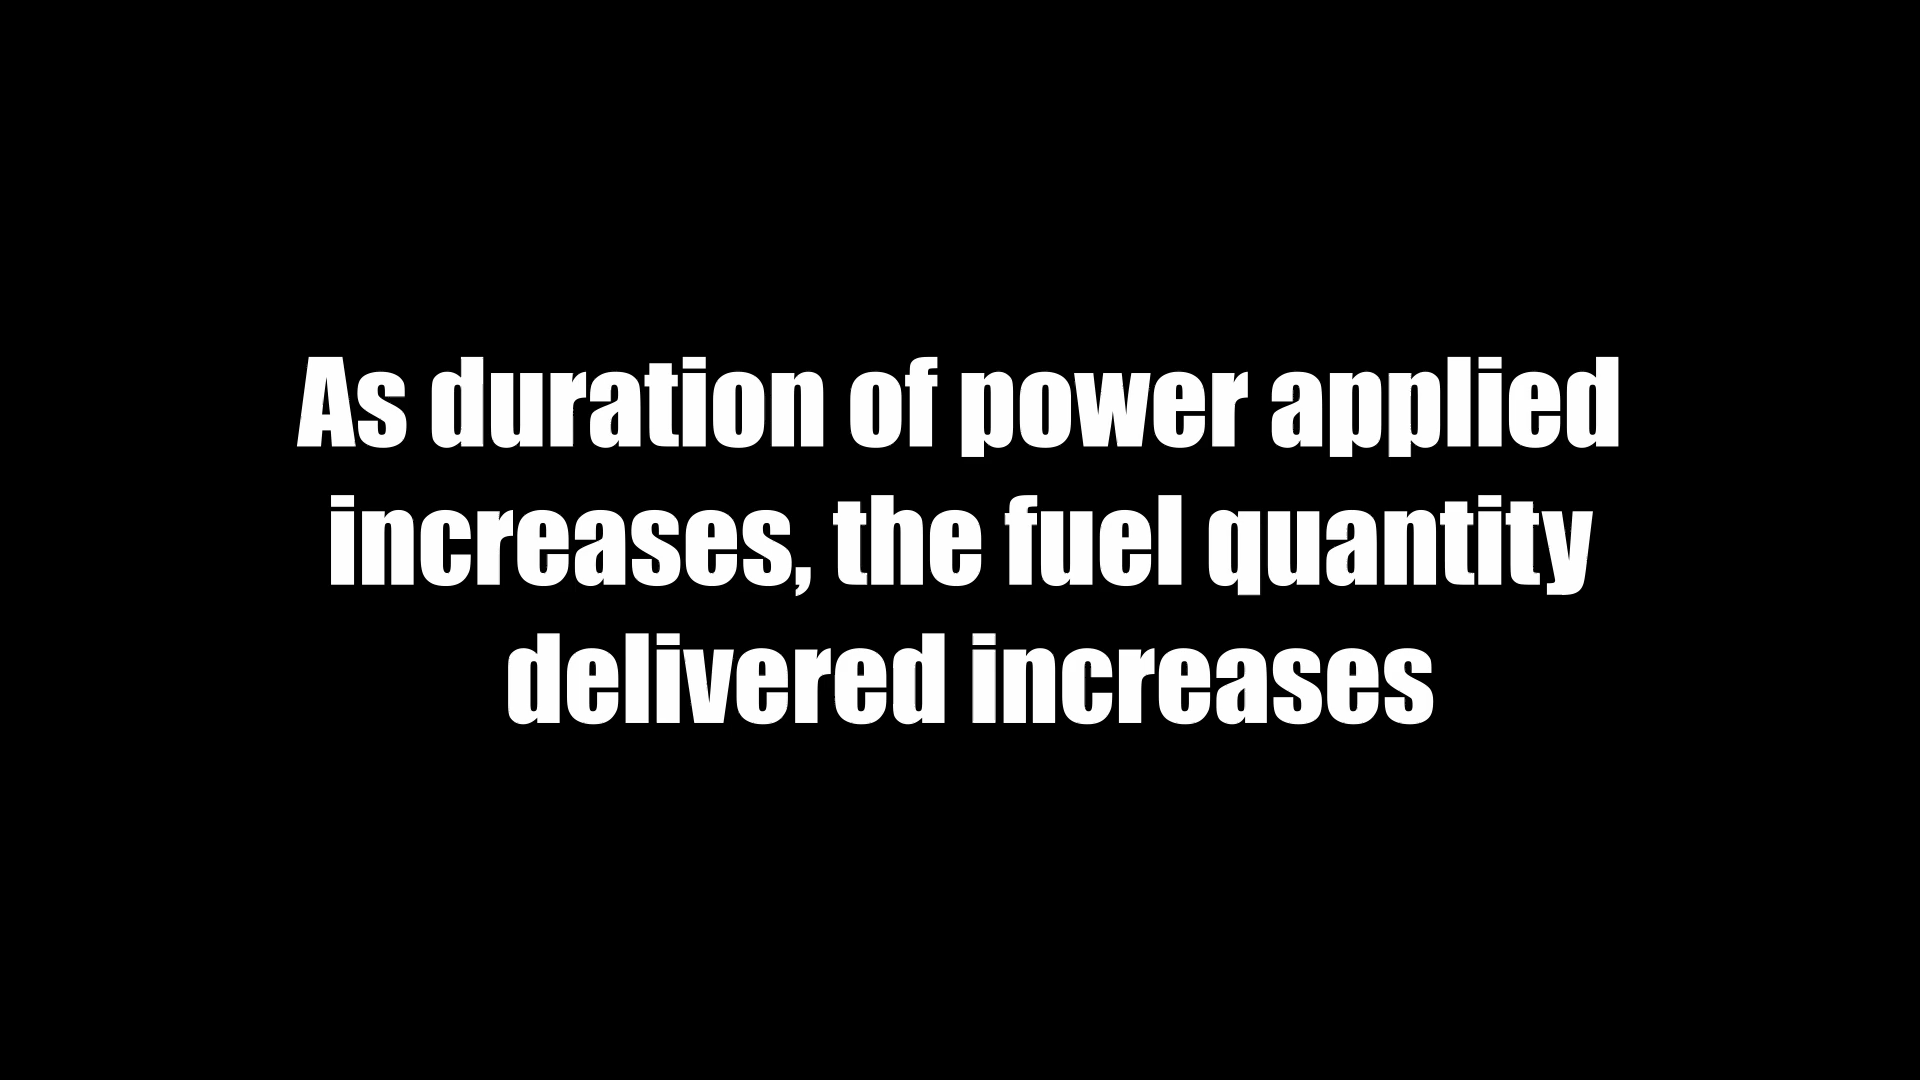 As duration of power applied
increases, the fuel quantity
delivered increases